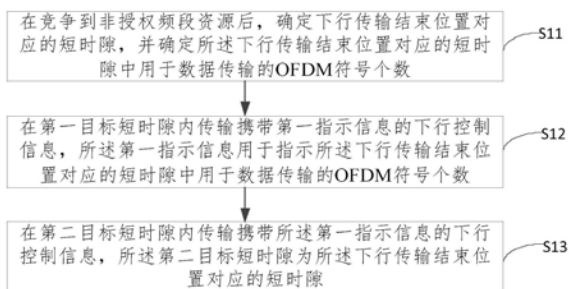 在竞争到非授权频段资源后，确定下行传输结束位置对
应的短时隙，并确定所述下行传输结束位置对应的短时
隙中用于数据传输的OFDM符号个数
S11
在第一目标短时隙内传输携带第一指示信息的下行控制
信息，所述第一指示信息用于指示所述下行传输结束位
置对应的短时隙中用于数据传输的OFDM符号个数
S12
在第二目标短时隙内传输携带所述第一指示信息的下行
控制信息，所述第二目标短时隙为所述下行传输结束位
置对应的短时隙
S13